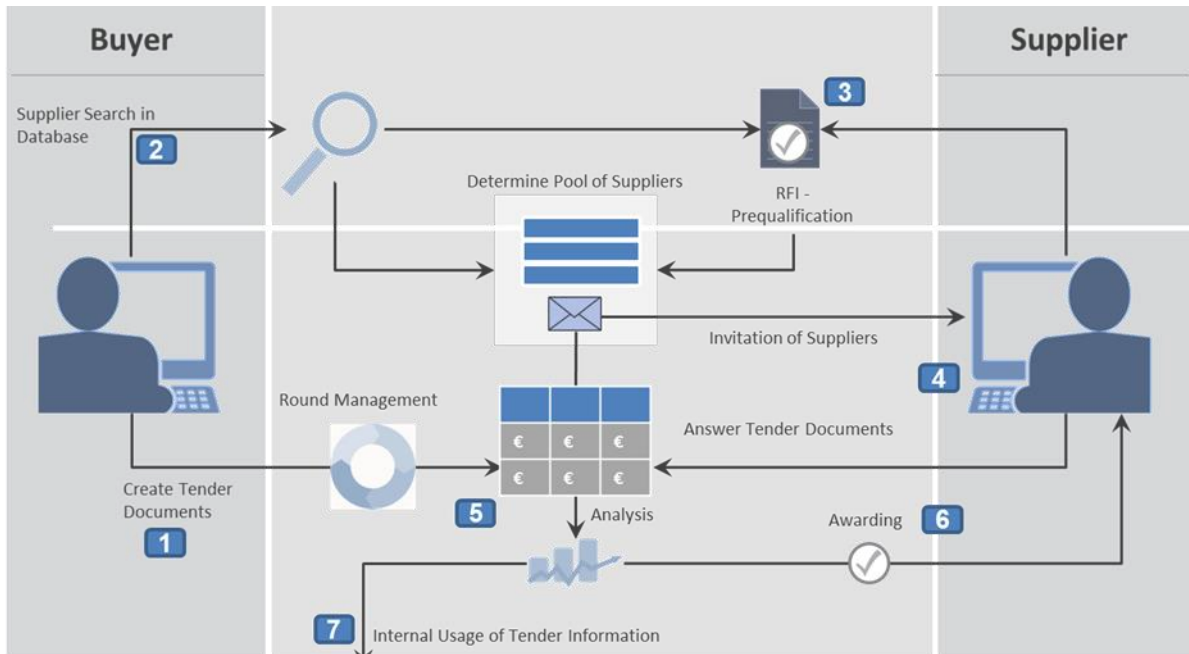 Buyer
Supplier
Supplier Search in
Database
2
3
Determine Pool of Suppliers
RFI -
Prequalification
Invitation of Suppliers
4
Round Management
Answer Tender Documents
€ € €
€ € €
Create Tender
Documents
1
5
Analysis
Awarding
6
7
Internal Usage of Tender Information